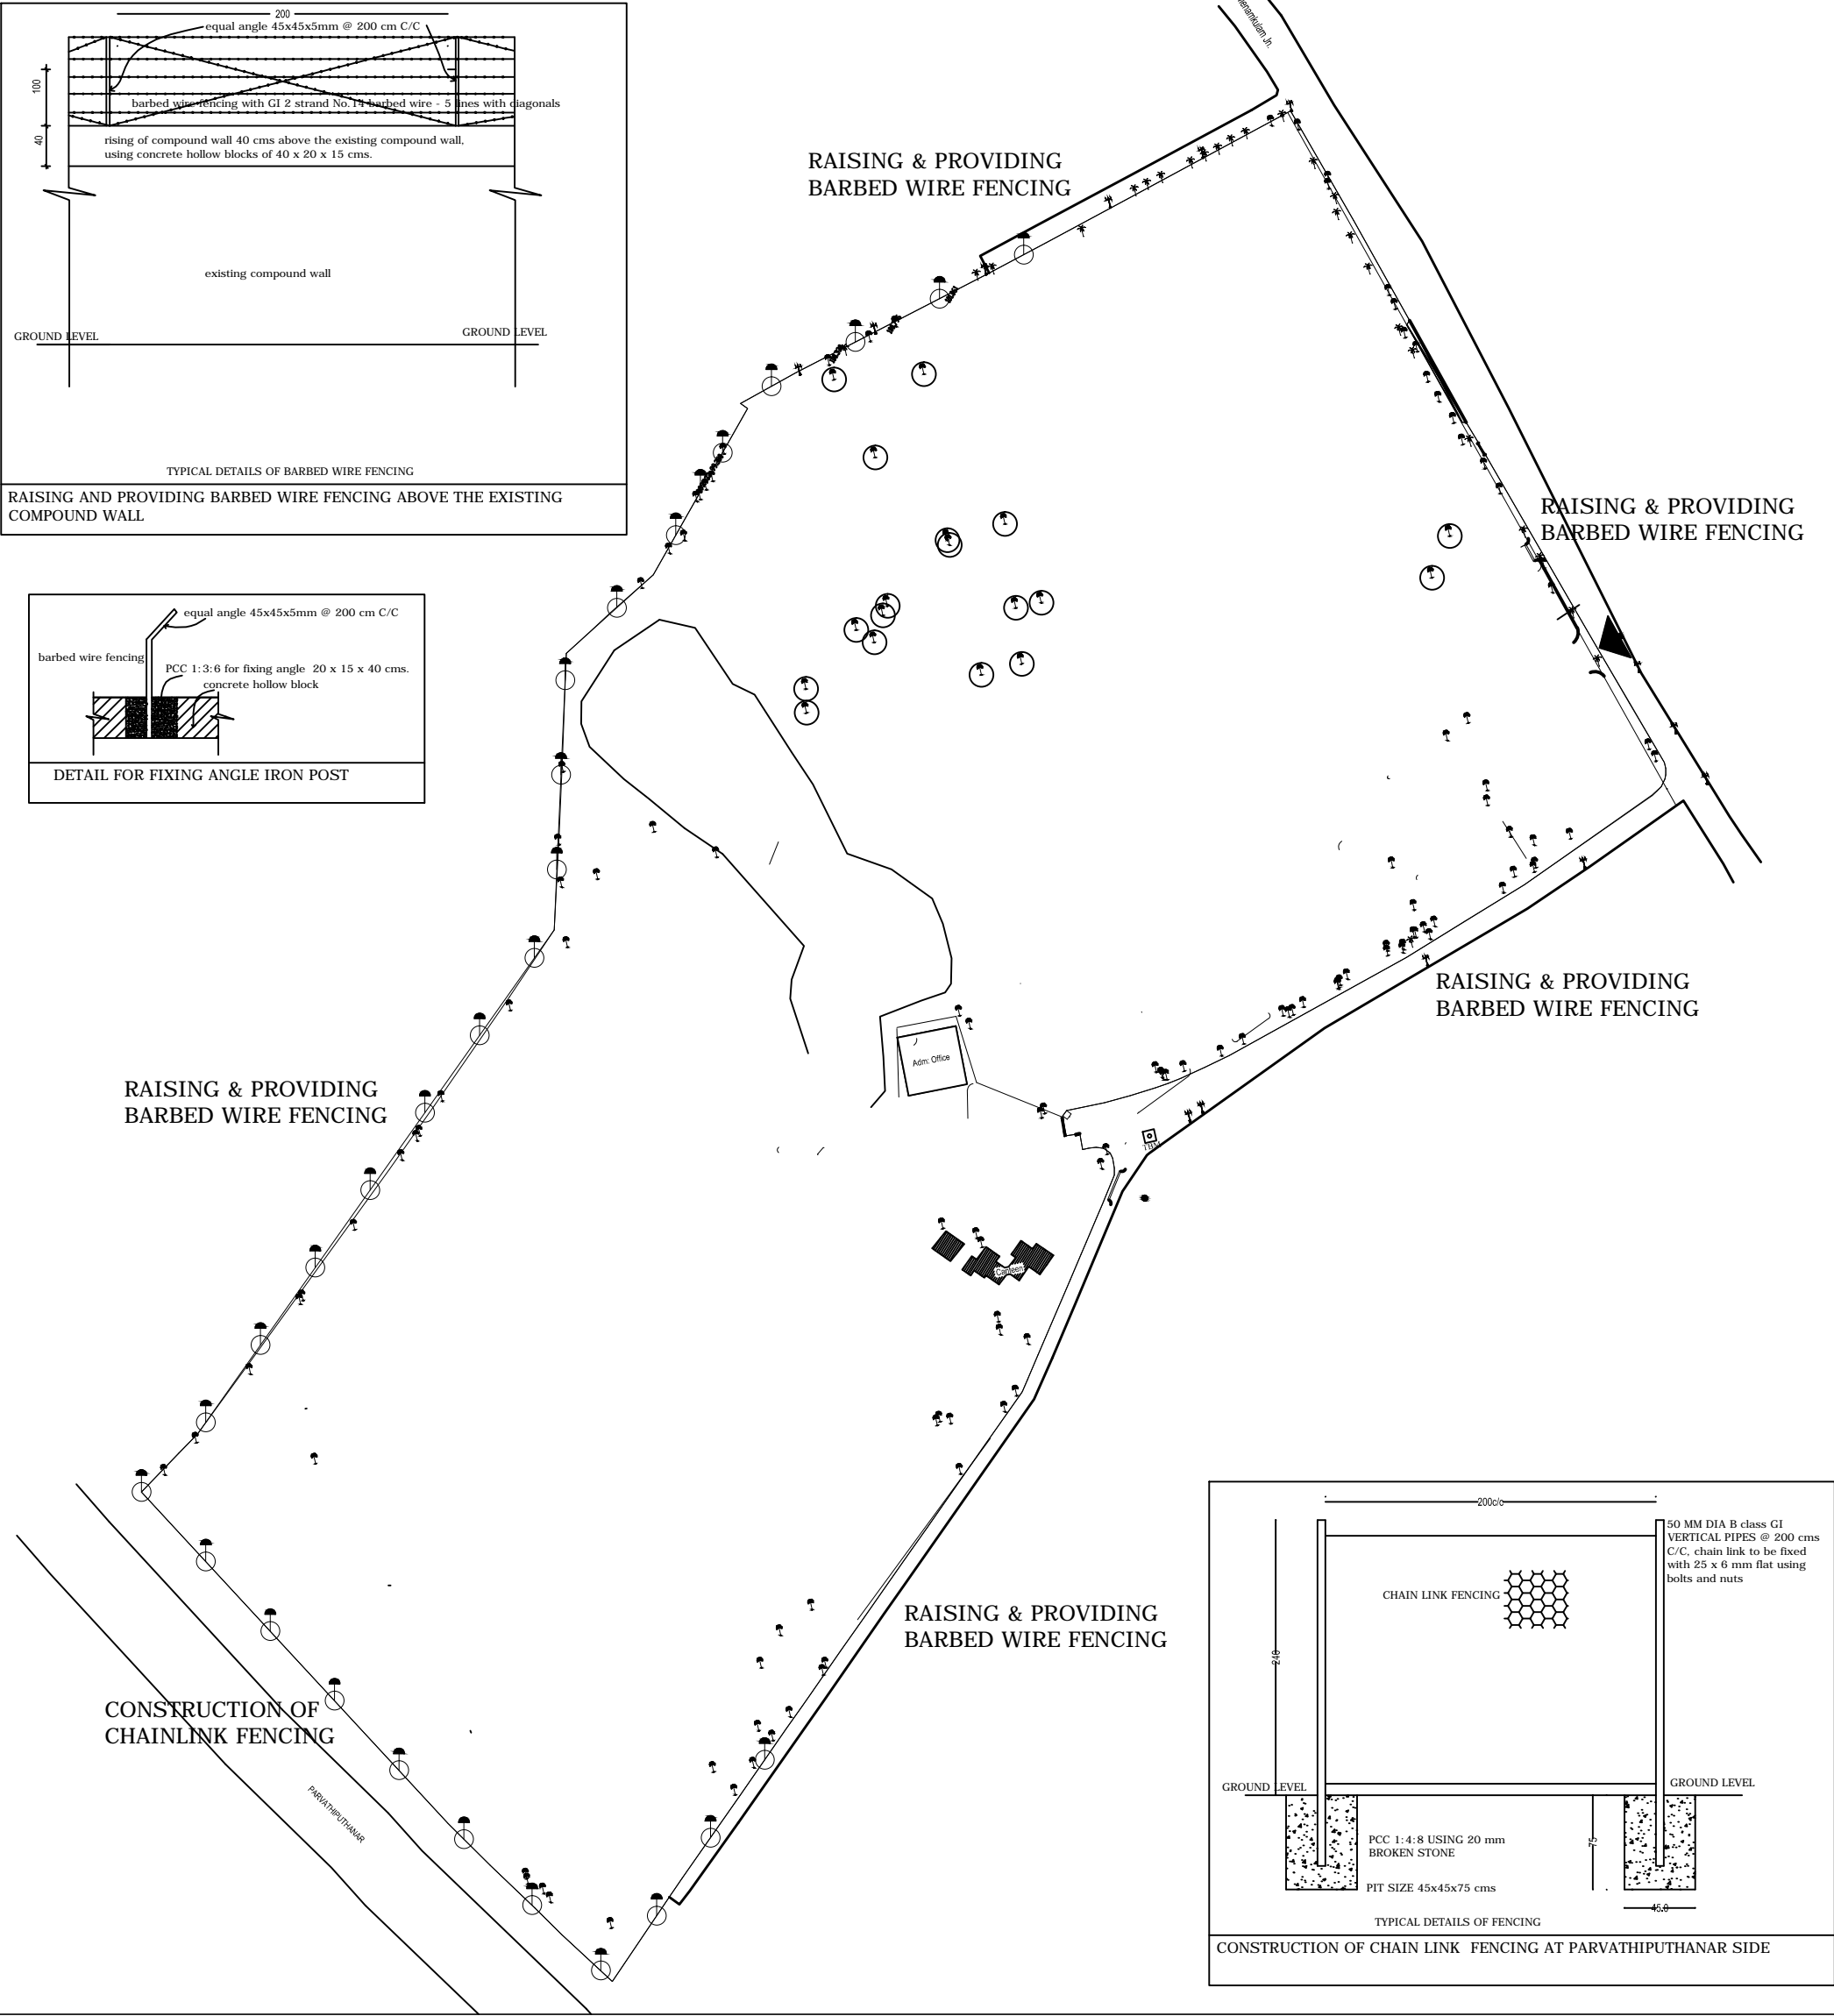 200
equal angle 45x45x5mm @ 200 cm C/C
100
barbed wire fencing with GI 2 strand No.14 barbed wire - 5 lines with diagonals
40
rising of compound wall 40 cms above the existing compound wall,
using concrete hollow blocks of 40 x 20 x 15 cms.
existing compound wall
GROUND LEVEL
GROUND LEVEL
TYPICAL DETAILS OF BARBED WIRE FENCING
RAISING AND PROVIDING BARBED WIRE FENCING ABOVE THE EXISTING
COMPOUND WALL
equal angle 45x45x5mm @ 200 cm C/C
barbed wire fencing
PCC 1:3:6 for fixing angle 20 x 15 x 40 cms.
concrete hollow block
DETAIL FOR FIXING ANGLE IRON POST
Jn.
RAISING & PROVIDING
BARBED WIRE FENCING
RAISING & PROVIDING
BARBED WIRE FENCING
RAISING & PROVIDING
BARBED WIRE FENCING
Adm: Office
TBM
Canteen
RAISING & PROVIDING
BARBED WIRE FENCING
RAISING & PROVIDING
BARBED WIRE FENCING
CONSTRUCTION OF
CHAINLINK FENCING
PARVATHIPUTHANAR
200c/c
50 MM DIA B class GI
VERTICAL PIPES @ 200 cms
C/C, chain link to be fixed
with 25 x 6 mm flat using
bolts and nuts
CHAIN LINK FENCING
240
GROUND LEVEL
GROUND LEVEL
PCC 1:4:8 USING 20 mm
BROKEN STONE
75
PIT SIZE 45x45x75 cms
45.0
TYPICAL DETAILS OF FENCING
CONSTRUCTION OF CHAIN LINK FENCING AT PARVATHIPUTHANAR SIDE